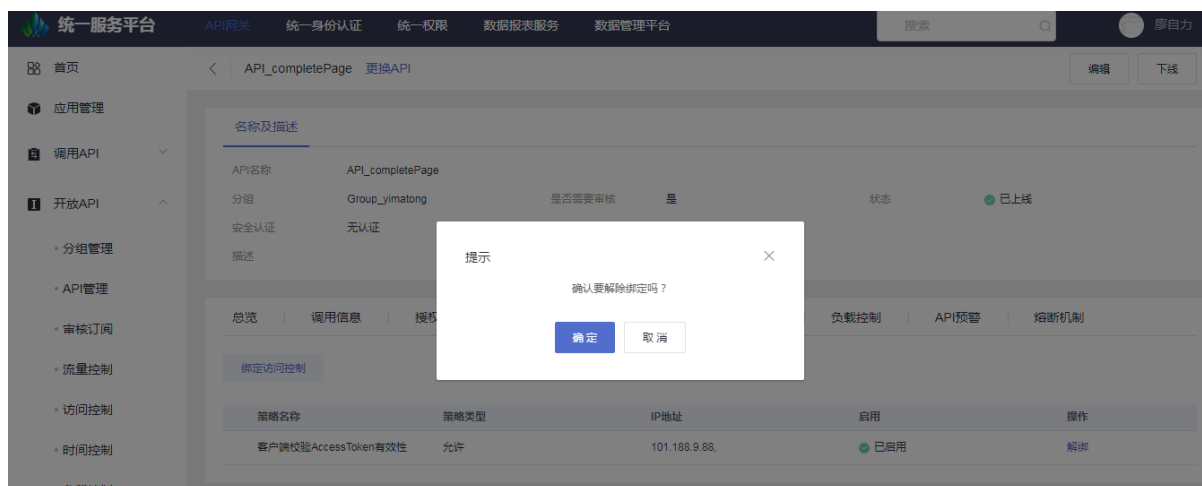 统一服务平台 API网关 统一身份认证 统一权限 数据报表服务 数据管理平台 搜索 廖自力
首页
应用管理
调用API
开放API
分组管理
API管理
审核订阅
流量控制
访问控制
时间控制
API_completePage 更换API 编辑 下线
名称及描述
API名称 API_completePage
分组 Group_yimatong 是否需要审核 是 状态 已上线
安全认证 无认证
描述
提示
确认要解除绑定吗？
确定 取消
总览 调用信息 授权 负载控制 API预警 熔断机制
绑定访问控制
策略名称 策略类型 IP地址 启用 操作
客户端校验AccessToken有效性 允许 101.188.9.88, 已启用 解绑